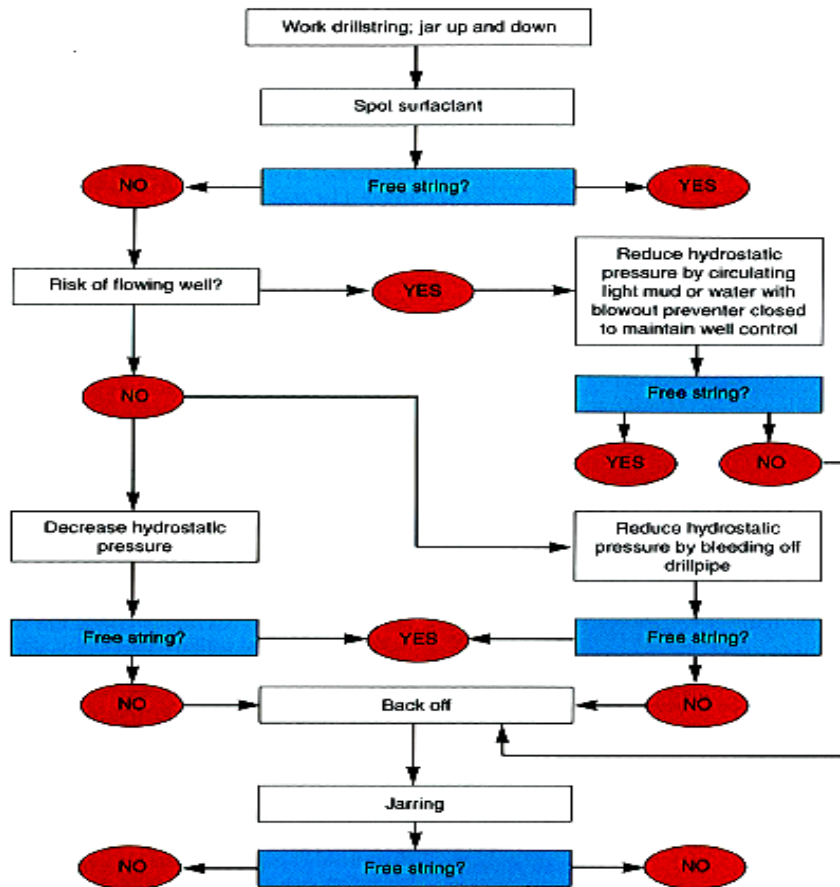 Work drillstring; jar up and down
Spot surfactant
NO
Free string?
YES
Risk of flowing well?
YES
Reduce hydrostatic
pressure by circulating
light mud or water with
blowout preventer closed
to maintain well control
NO
Free string?
YES
NO
Decrease hydrostatic
pressure
Reduce hydrostatic
pressure by bleeding off
drillpipe
Free string?
YES
Free string?
NO
Back off
NO
Jarring
NO
Free string?
NO